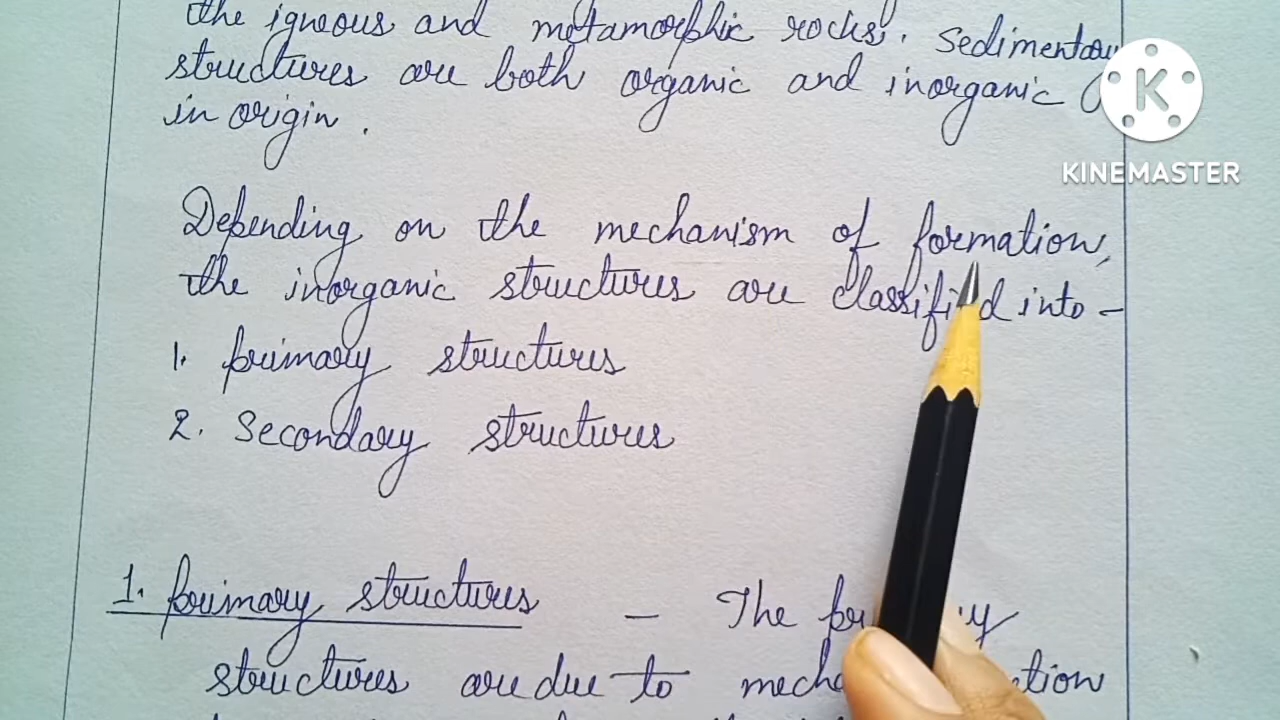 the igneous and metamorphic rocks. Sedimentary
structures are both organic and inorganic
in origin.
K
KINEMASTER
Depending on the mechanism of formation,
the inorganic structures are classified into -
1. primary structures
2. Secondary structures
1. primary structures - The
structures are due to